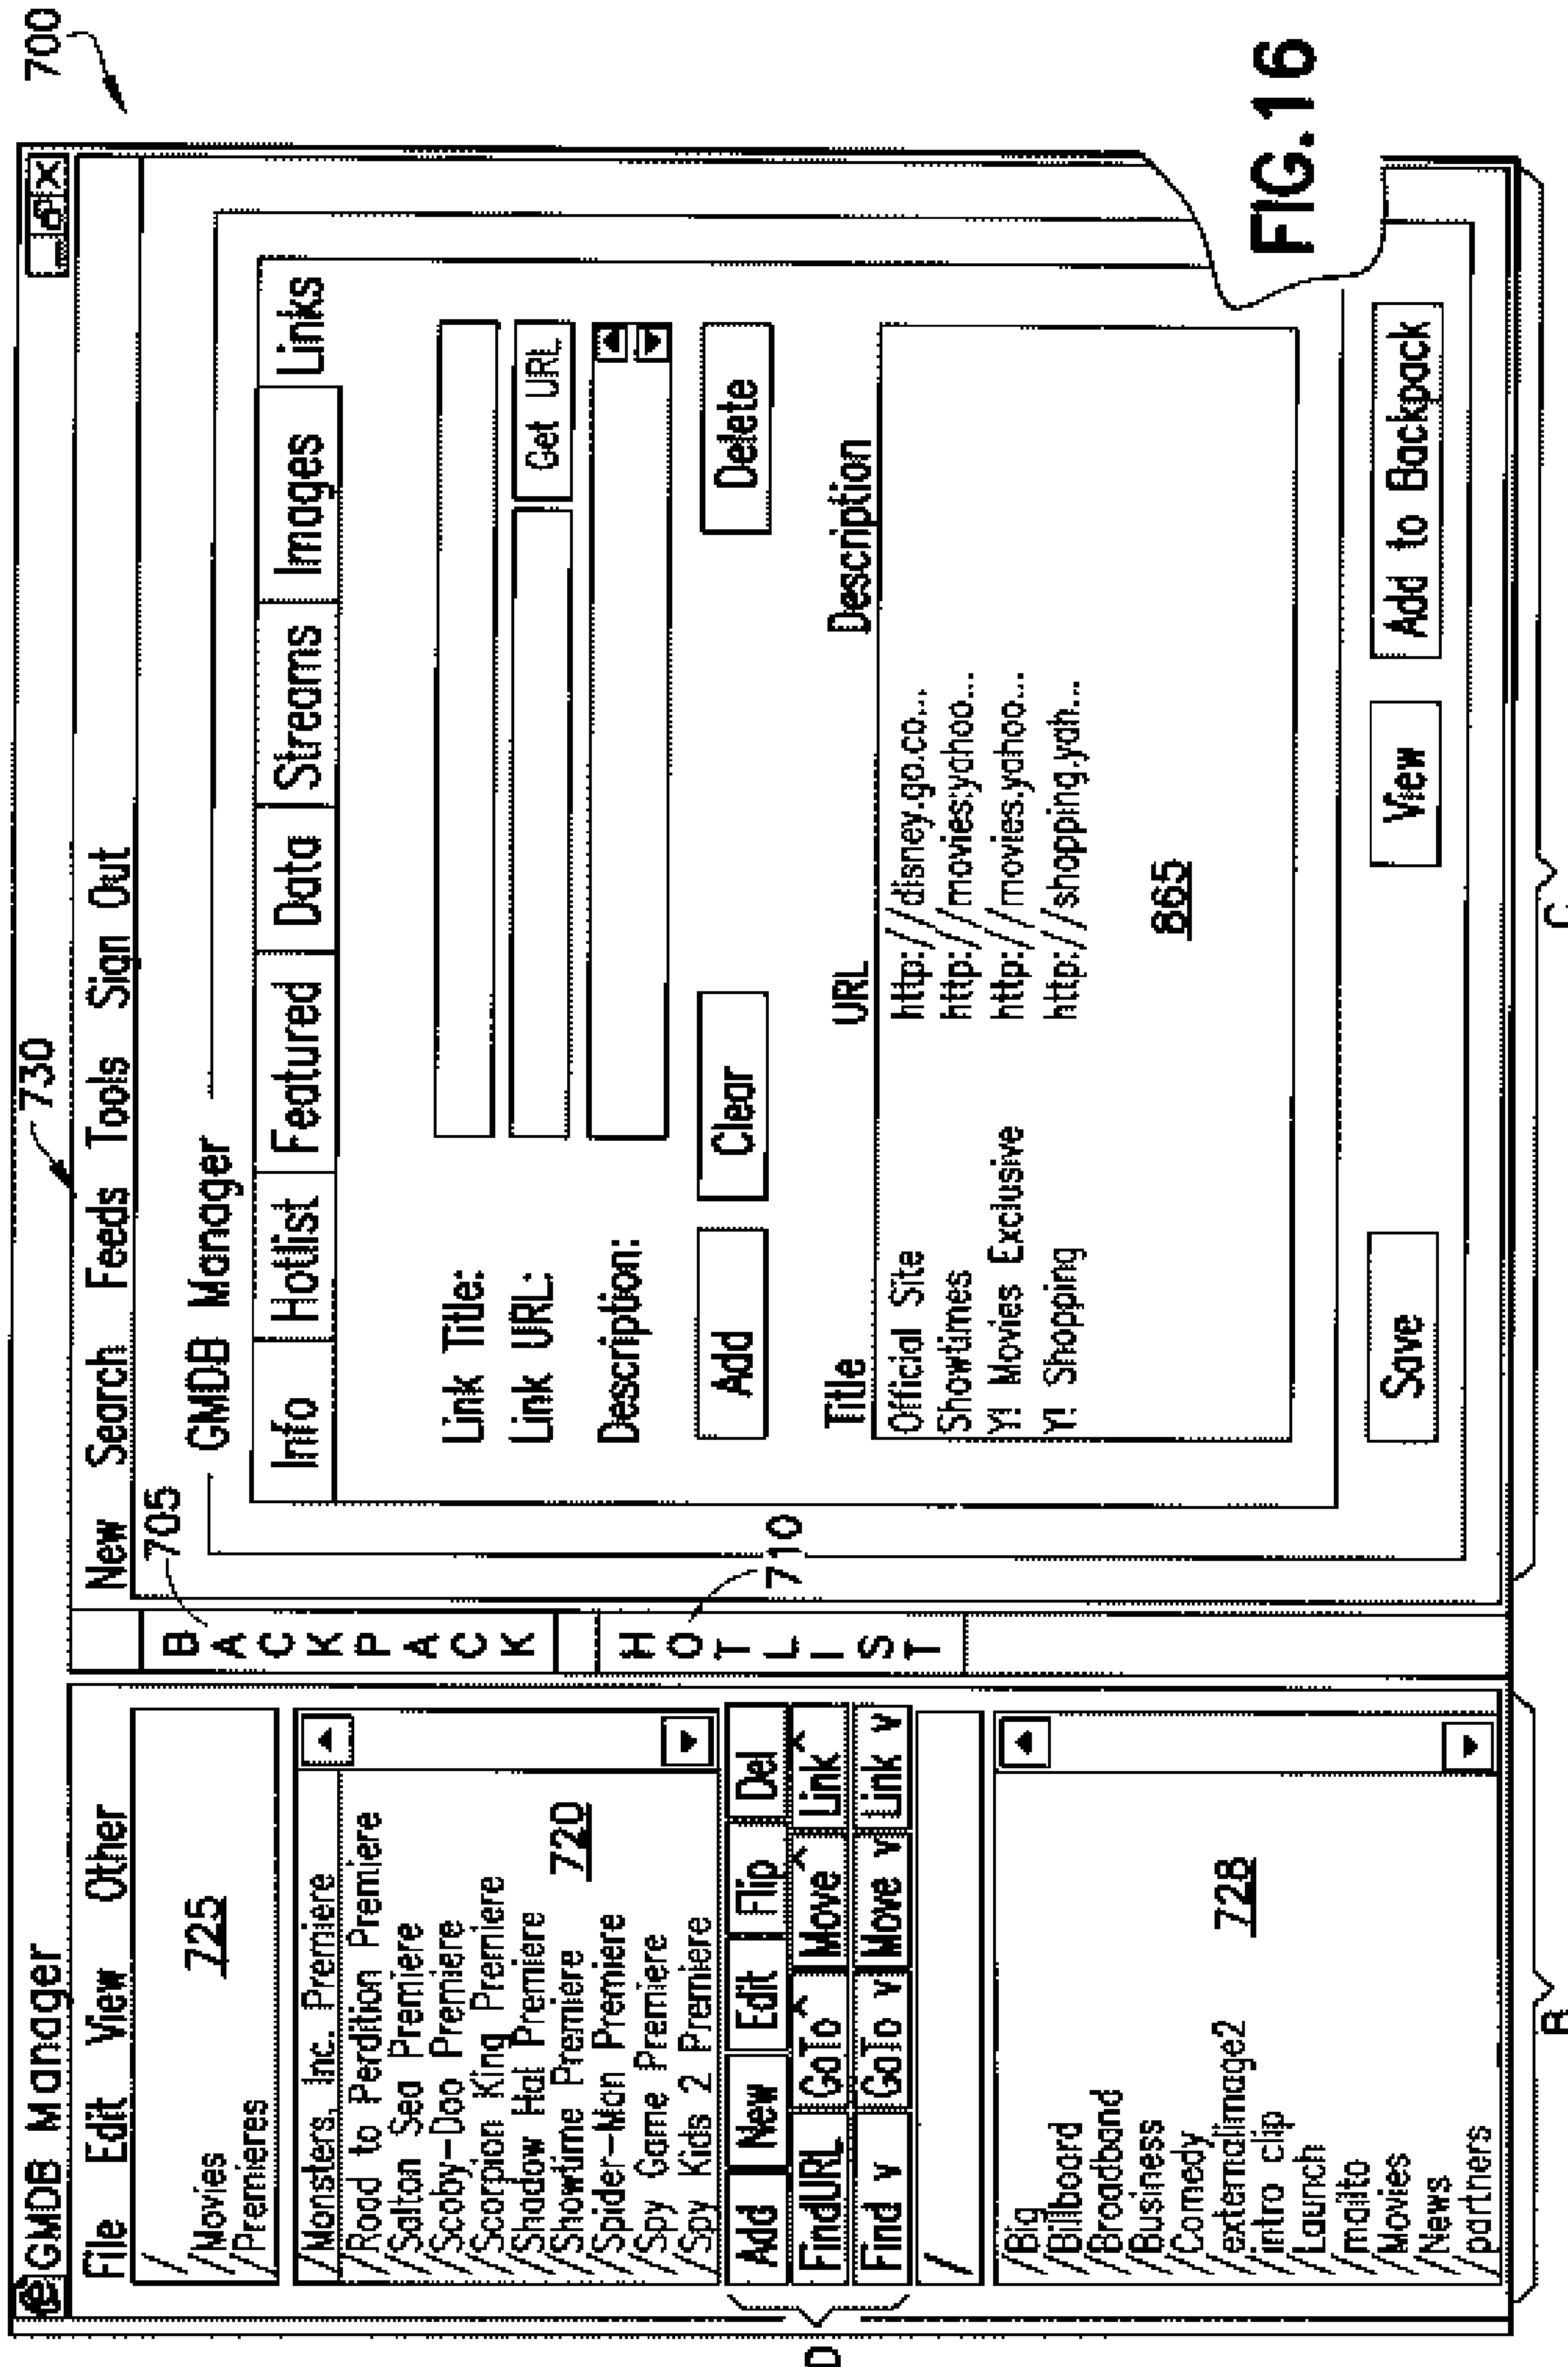 700
GMDB Manager
730
File Edit View Other
New Search Feeds Tools Sign Out
725
/
/Movies
/Premieres
/Monsters, Inc. Premiere
/Road to Perdition Premiere
/Salton Sea Premiere
/Scoby-Doo Premiere
/Scorpion King Premiere
/Shadow Hal Premiere
/Showtime Premiere
/Spider-Man Premiere
/Spy Game Premiere
/Spy Kids 2 Premiere
720
Add New Edit Flip Del
FindURL GoTo ^ Move ^ Link ^
Find v GoTo v Move v Link v
D
/
/Big
/Billboard
/Broadband
/Business
/Comedy
/externalimage2
/intro clip
/Launch
/mailto
/Movies
/News
/partners
728
B
705
BACKPACK
HOTLIST
710
GMDB Manager
Info Hotlist Featured Data Streams Images Links
Link Title:
Link URL:
Get URL
Description:
Add Clear Delete
Title URL Description
Official Site http://disney.go.co...
Showtimes http://movies.yahoo...
Y! Movies Exclusive http://movies.yahoo...
Y! Shopping http://shopping.yah...
865
Save View Add to Backpack
C
FIG.16